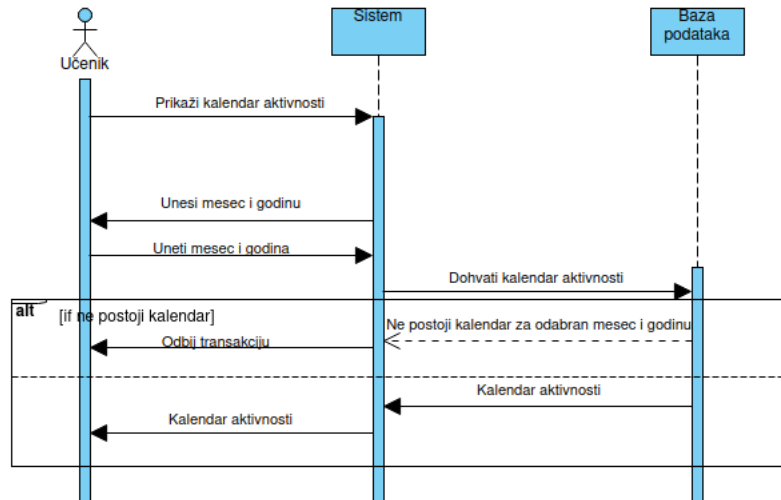 Učenik
Sistem
Baza
podataka
Prikaži kalendar aktivnosti
Unesi mesec i godinu
Uneti mesec i godina
Dohvati kalendar aktivnosti
alt
[if ne postoji kalendar]
Ne postoji kalendar za odabran mesec i godinu
Odbij transakciju
Kalendar aktivnosti
Kalendar aktivnosti